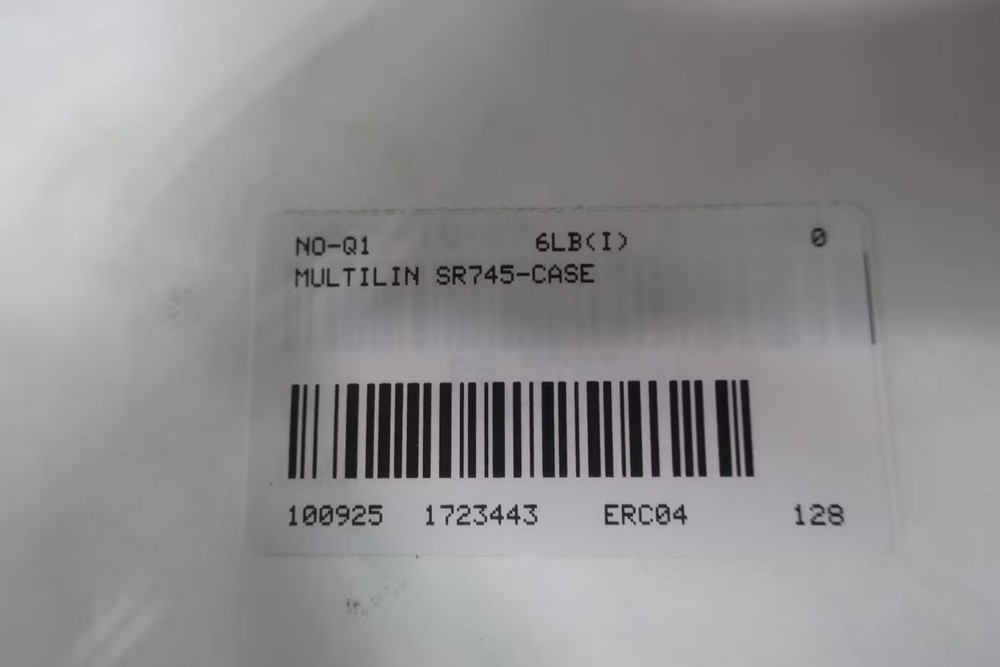 NO-Q1 6LB(I) 0
MULTILIN SR745-CASE
100925 1723443 ERC04 128